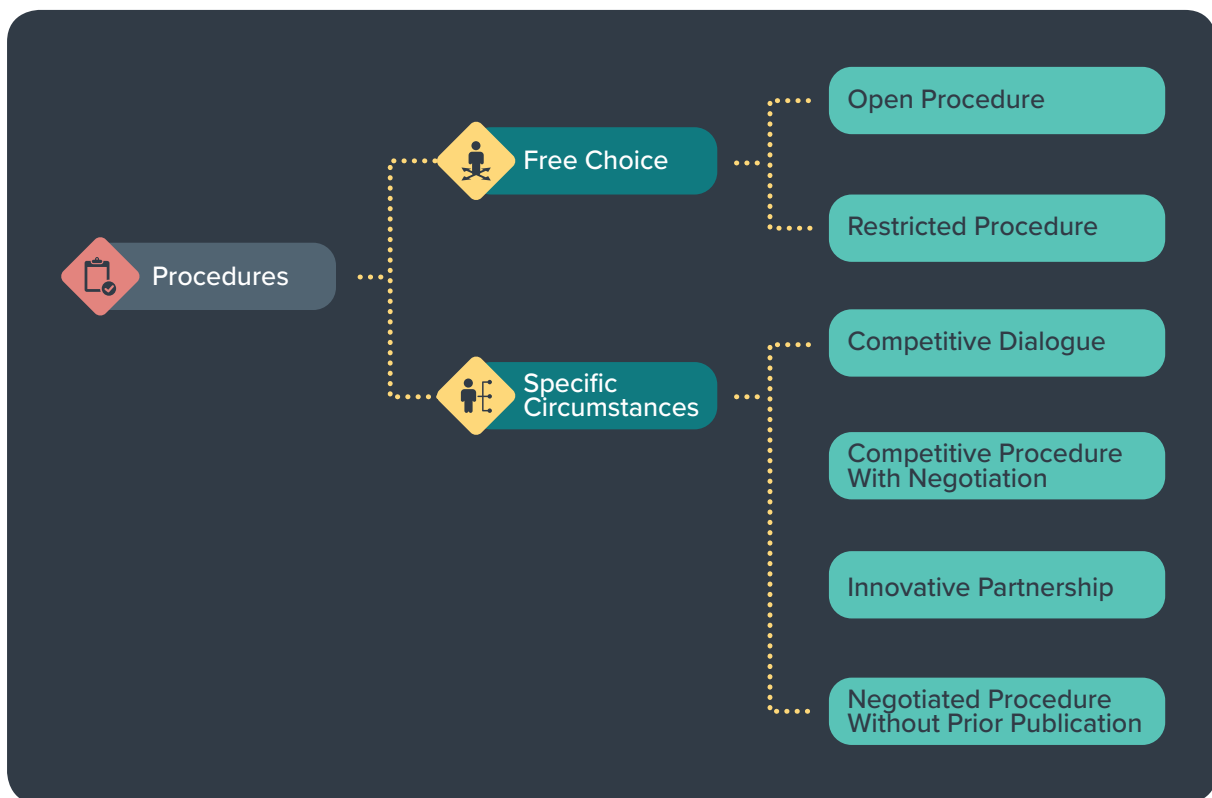 Procedures
Free Choice
Open Procedure
Restricted Procedure
Specific
Circumstances
Competitive Dialogue
Competitive Procedure
With Negotiation
Innovative Partnership
Negotiated Procedure
Without Prior Publication